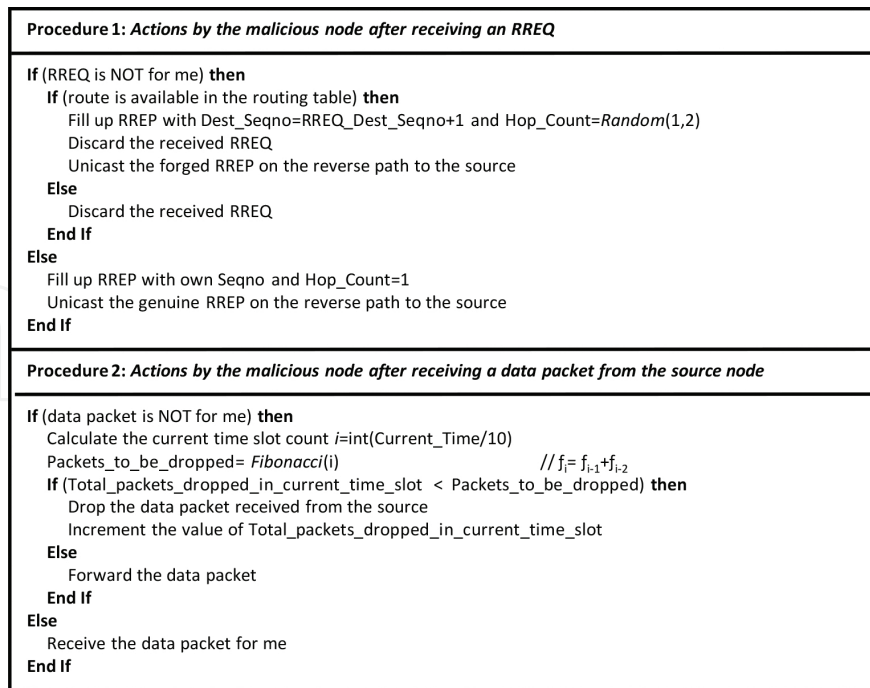 Procedure 1: Actions by the malicious node after receiving an RREQ
If (RREQ is NOT for me) then
If (route is available in the routing table) then
Fill up RREP with Dest_Seqno=RREQ_Dest_Seqno+1 and Hop_Count=Random(1,2)
Discard the received RREQ
Unicast the forged RREP on the reverse path to the source
Else
Discard the received RREQ
End If
Else
Fill up RREP with own Seqno and Hop_Count=1
Unicast the genuine RREP on the reverse path to the source
End If
Procedure 2: Actions by the malicious node after receiving a data packet from the source node
If (data packet is NOT for me) then
Calculate the current time slot count i=int(Current_Time/10)
Packets_to_be_dropped= Fibonacci(i) // fᵢ= fᵢ₋₁+fᵢ₋₂
If (Total_packets_dropped_in_current_time_slot < Packets_to_be_dropped) then
Drop the data packet received from the source
Increment the value of Total_packets_dropped_in_current_time_slot
Else
Forward the data packet
End If
Else
Receive the data packet for me
End If